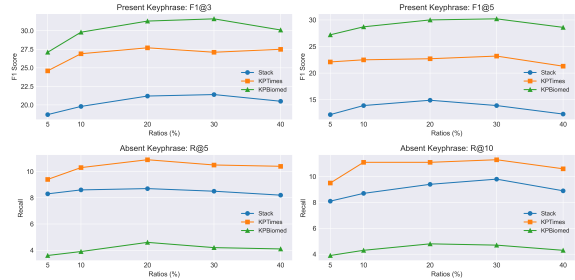 Present Keyphrase: F1@3
F1 Score
30.0
27.5
25.0
22.5
20.0
Stack
KPTimes
KPBiomed
5
10
20
30
40
Ratios (%)
Present Keyphrase: F1@5
F1 Score
30
25
20
15
Stack
KPTimes
KPBiomed
5
10
20
30
40
Ratios (%)
Absent Keyphrase: R@5
Recall
10
8
6
4
Stack
KPTimes
KPBiomed
5
10
20
30
40
Ratios (%)
Absent Keyphrase: R@10
Recall
10
8
6
4
Stack
KPTimes
KPBiomed
5
10
20
30
40
Ratios (%)